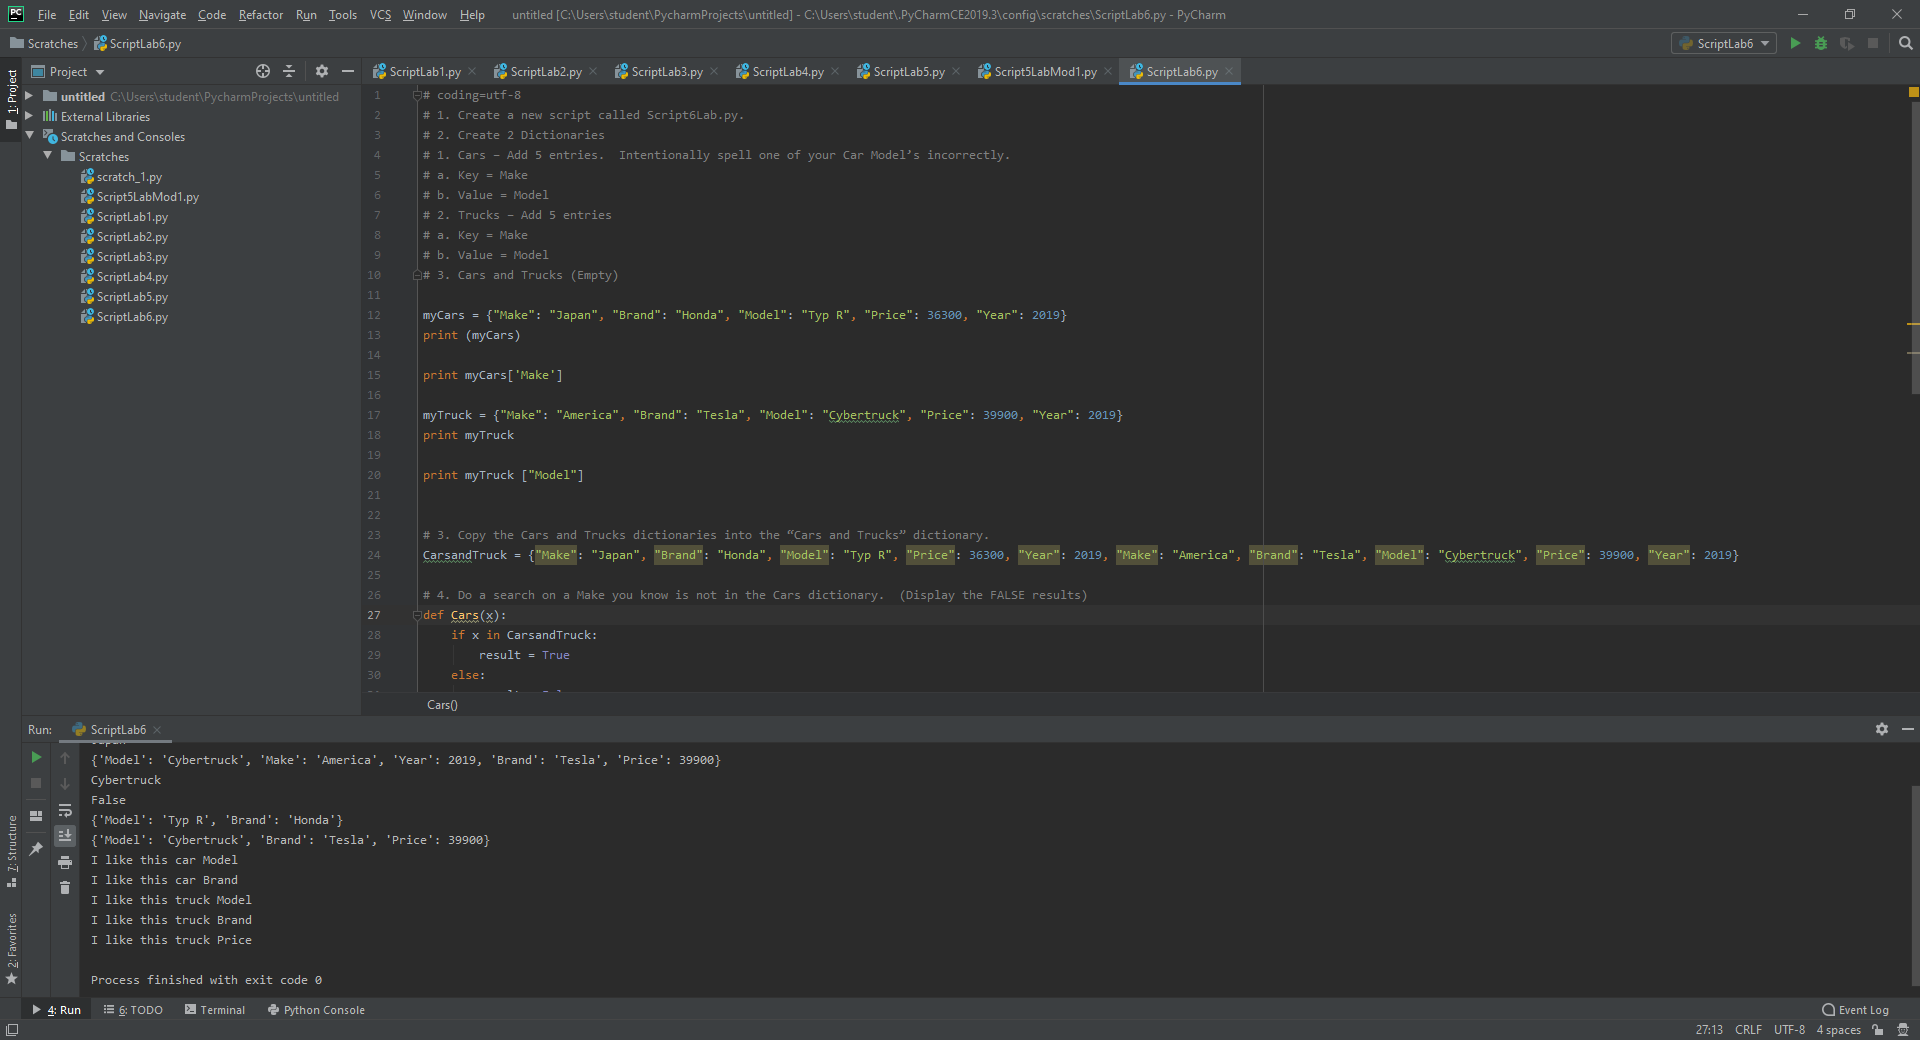 PC File Edit View Navigate Code Refactor Run Tools VCS Window Help untitled [C:\Users\student\PycharmProjects\untitled] - C:\Users\student\.PyCharmCE2019.3\config\scratches\ScriptLab6.py - PyCharm
Scratches ScriptLab6.py ScriptLab6
1: Project
Project
ScriptLab1.py ScriptLab2.py ScriptLab3.py ScriptLab4.py ScriptLab5.py Script5LabMod1.py ScriptLab6.py
untitled C:\Users\student\PycharmProjects\untitled
External Libraries
Scratches and Consoles
Scratches
scratch_1.py
Script5LabMod1.py
ScriptLab1.py
ScriptLab2.py
ScriptLab3.py
ScriptLab4.py
ScriptLab5.py
ScriptLab6.py
1 # coding=utf-8
2 # 1. Create a new script called Script6Lab.py.
3 # 2. Create 2 Dictionaries
4 # 1. Cars – Add 5 entries.  Intentionally spell one of your Car Model’s incorrectly.
5 # a. Key = Make
6 # b. Value = Model
7 # 2. Trucks – Add 5 entries
8 # a. Key = Make
9 # b. Value = Model
10 # 3. Cars and Trucks (Empty)
11
12 myCars = {"Make": "Japan", "Brand": "Honda", "Model": "Typ R", "Price": 36300, "Year": 2019}
13 print (myCars)
14
15 print myCars['Make']
16
17 myTruck = {"Make": "America", "Brand": "Tesla", "Model": "Cybertruck", "Price": 39900, "Year": 2019}
18 print myTruck
19
20 print myTruck ["Model"]
21
22
23 # 3. Copy the Cars and Trucks dictionaries into the “Cars and Trucks” dictionary.
24 CarsandTruck = {"Make": "Japan", "Brand": "Honda", "Model": "Typ R", "Price": 36300, "Year": 2019, "Make": "America", "Brand": "Tesla", "Model": "Cybertruck", "Price": 39900, "Year": 2019}
25
26 # 4. Do a search on a Make you know is not in the Cars dictionary.  (Display the FALSE results)
27 def Cars(x):
28 if x in CarsandTruck:
29 result = True
30 else:
Cars()
Run: ScriptLab6
{'Model': 'Cybertruck', 'Make': 'America', 'Year': 2019, 'Brand': 'Tesla', 'Price': 39900}
Cybertruck
False
{'Model': 'Typ R', 'Brand': 'Honda'}
{'Model': 'Cybertruck', 'Brand': 'Tesla', 'Price': 39900}
I like this car Model
I like this car Brand
I like this truck Model
I like this truck Brand
I like this truck Price
Process finished with exit code 0
7: Structure
2: Favorites
4: Run 6: TODO Terminal Python Console Event Log
27:13 CRLF UTF-8 4 spaces